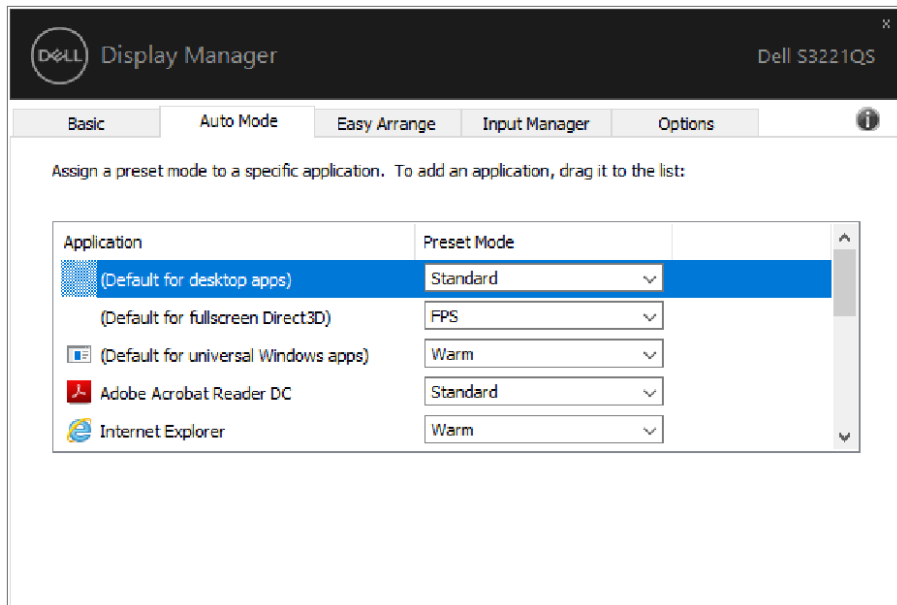 x
DELL Display Manager
Dell S3221QS
Basic Auto Mode Easy Arrange Input Manager Options i
Assign a preset mode to a specific application. To add an application, drag it to the list:
Application Preset Mode
(Default for desktop apps) Standard
(Default for fullscreen Direct3D) FPS
(Default for universal Windows apps) Warm
Adobe Acrobat Reader DC Standard
Internet Explorer Warm